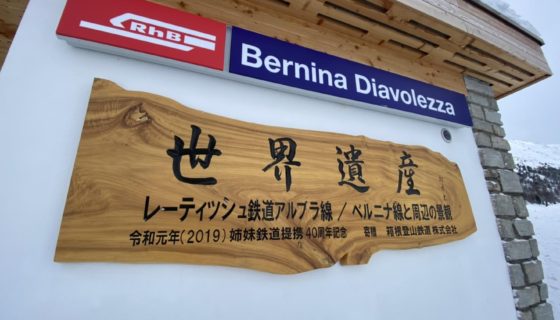 RhB
Bernina Diavolezza
世界遺産
レーティッシュ鉄道アルブラ線 / ベルニナ線と周辺の景観
令和元年(2019) 姉妹鉄道提携40周年記念 寄贈 箱根登山鉄道株式会社